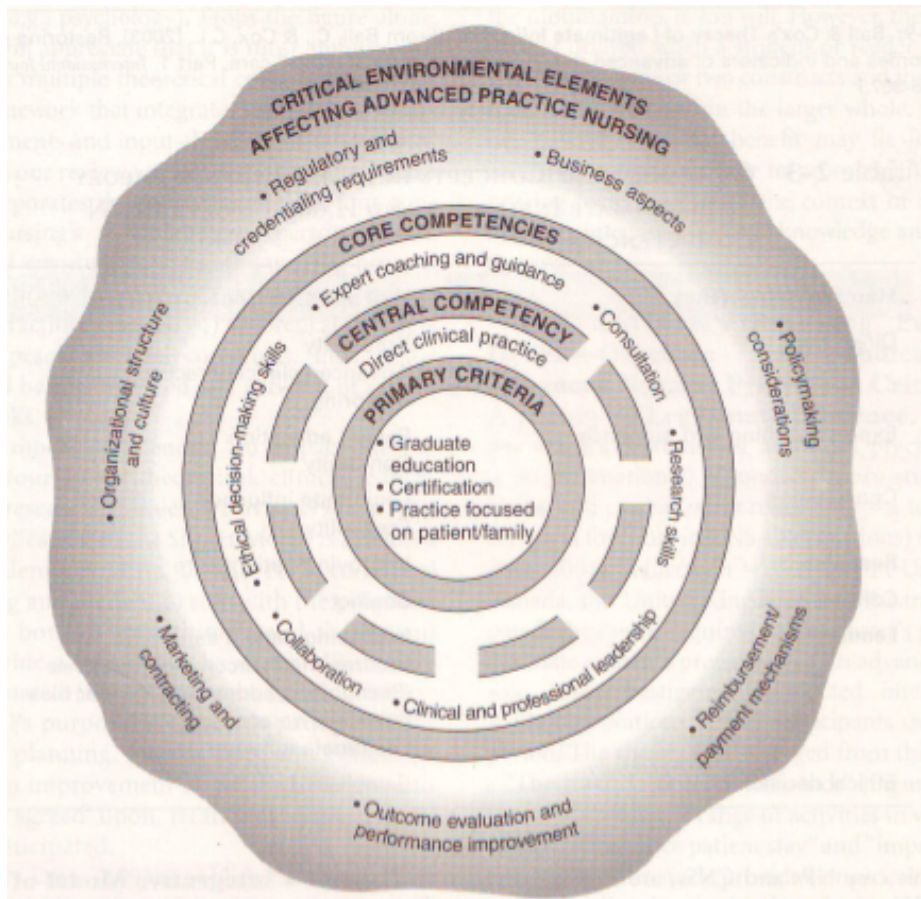 CRITICAL ENVIRONMENTAL ELEMENTS
AFFECTING ADVANCED PRACTICE NURSING
• Regulatory and
credentialing requirements
• Business aspects
• Policymaking
considerations
• Reimbursement/
payment mechanisms
• Outcome evaluation and
performance improvement
• Marketing and
contracting
• Organizational structure
and culture
CORE COMPETENCIES
• Expert coaching and guidance
• Consultation
• Research skills
• Clinical and professional leadership
• Collaboration
• Ethical decision-making skills
CENTRAL COMPETENCY
Direct clinical practice
PRIMARY CRITERIA
• Graduate
education
• Certification
• Practice focused
on patient/family